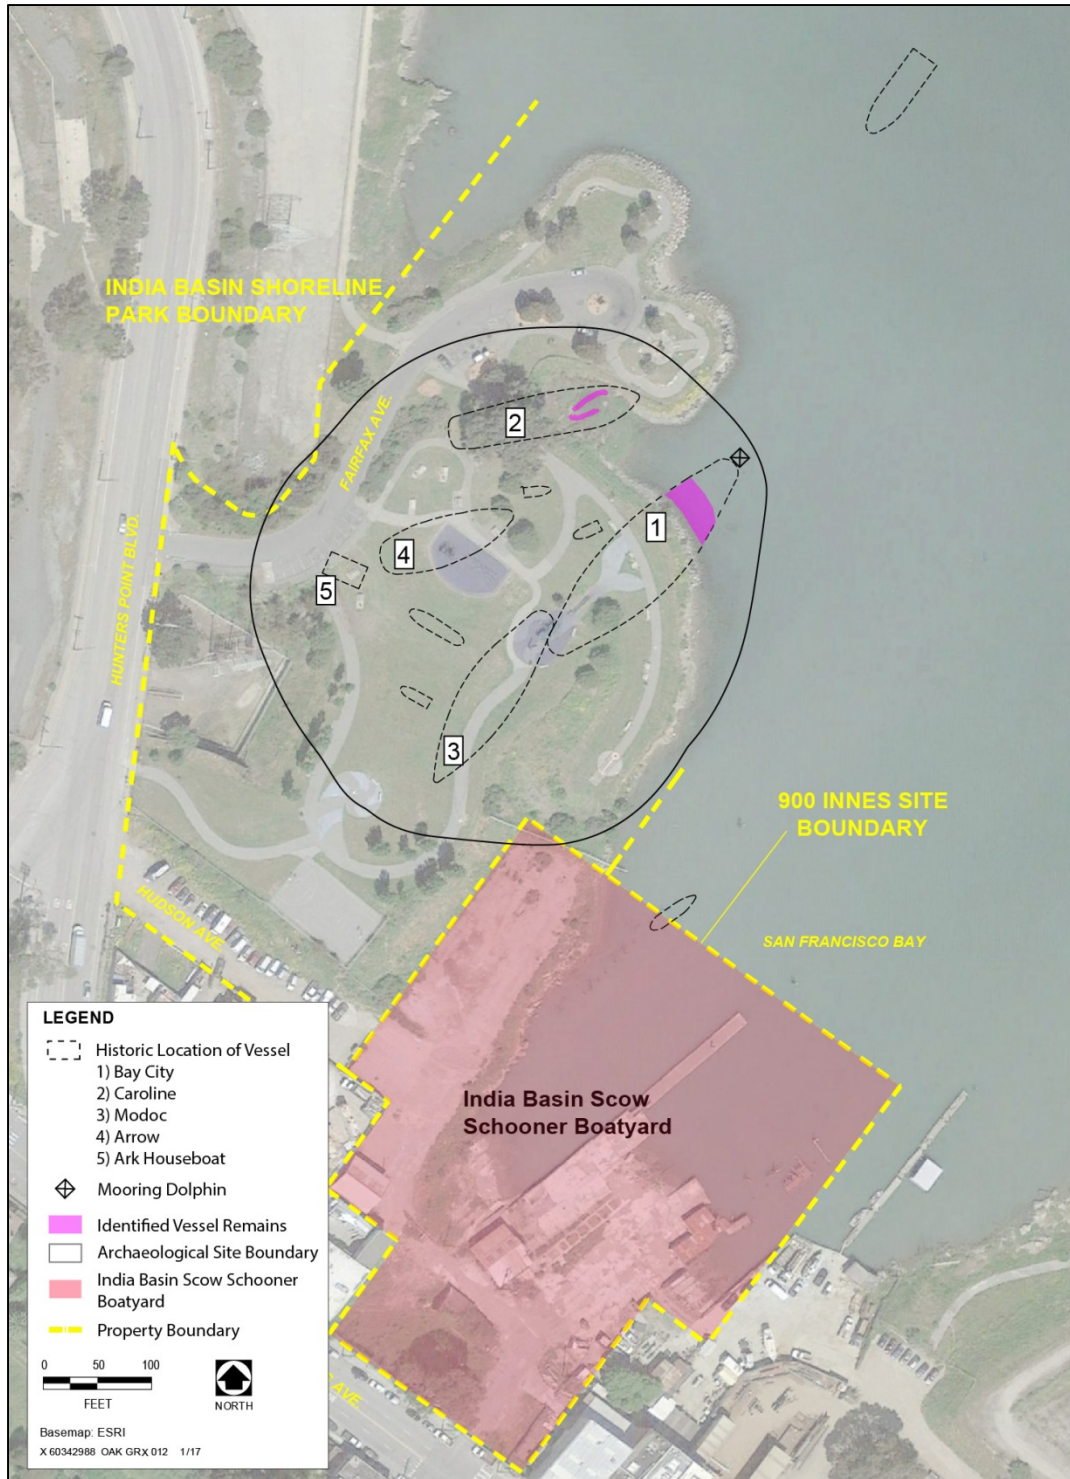 INDIA BASIN SHORELINE
PARK BOUNDARY
FAIRFAX AVE.
HUNTERS POINT BLVD.
2
1
4
5
3
900 INNES SITE
BOUNDARY
HUDSON AVE.
SAN FRANCISCO BAY
India Basin Scow
Schooner Boatyard
AVE.
LEGEND
Historic Location of Vessel
1) Bay City
2) Caroline
3) Modoc
4) Arrow
5) Ark Houseboat
Mooring Dolphin
Identified Vessel Remains
Archaeological Site Boundary
India Basin Scow Schooner
Boatyard
Property Boundary
0 50 100
FEET
NORTH
Basemap: ESRI
X 60342988 OAK GRX 012 1/17